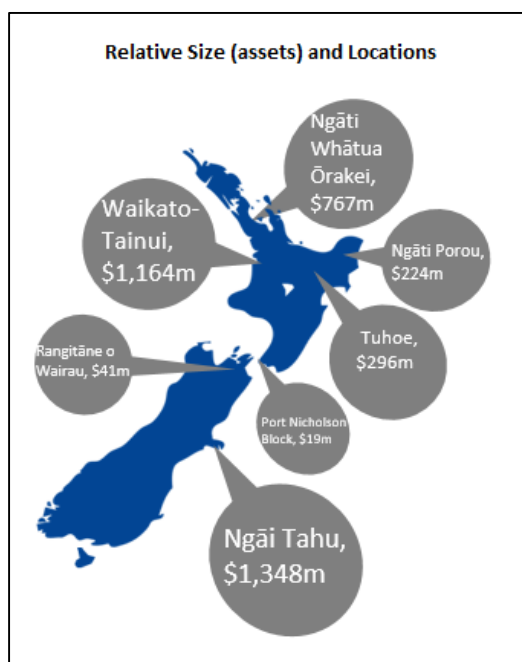 Relative Size (assets) and Locations
Ngāti
Whātua
Ōrakei,
$767m
Waikato-
Tainui,
$1,164m
Ngāti Porou,
$224m
Tuhoe,
$296m
Rangitāne o
Wairau, $41m
Port Nicholson
Block, $19m
Ngāi Tahu,
$1,348m